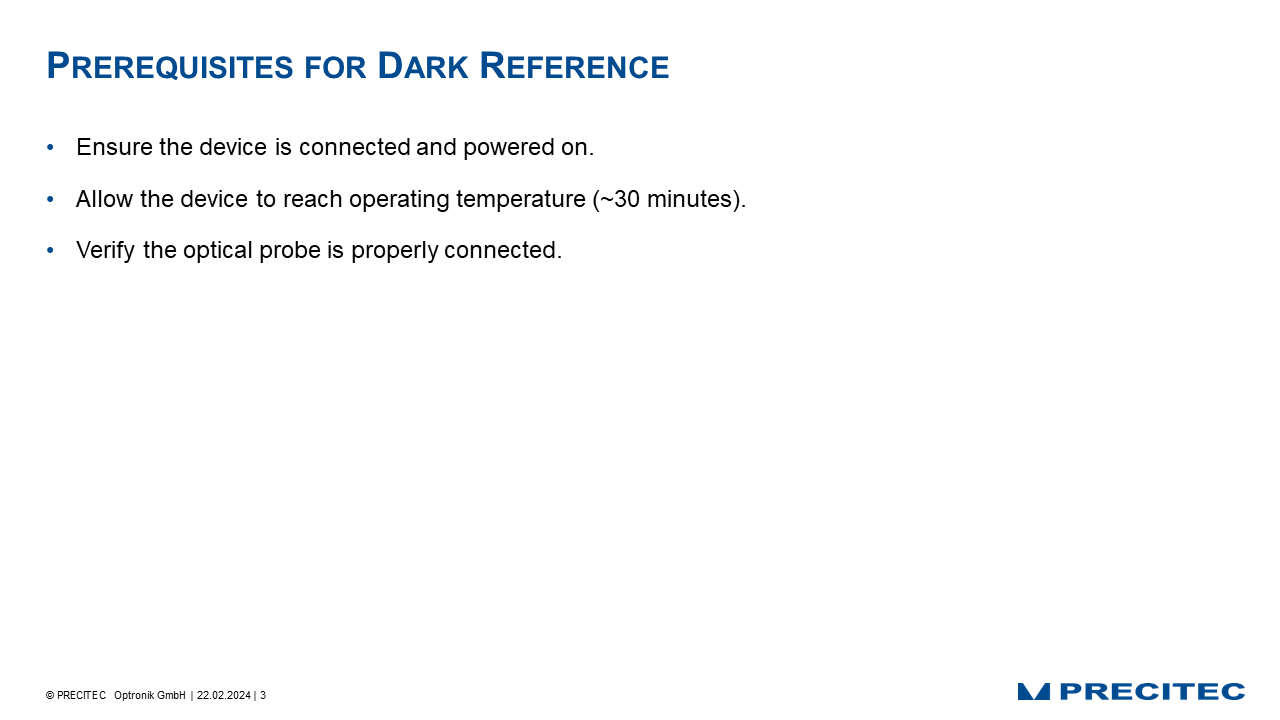 PREREQUISITES FOR DARK REFERENCE
• Ensure the device is connected and powered on.
• Allow the device to reach operating temperature (~30 minutes).
• Verify the optical probe is properly connected.
© PRECITEC Optronik GmbH | 22.02.2024 | 3
PRECITEC